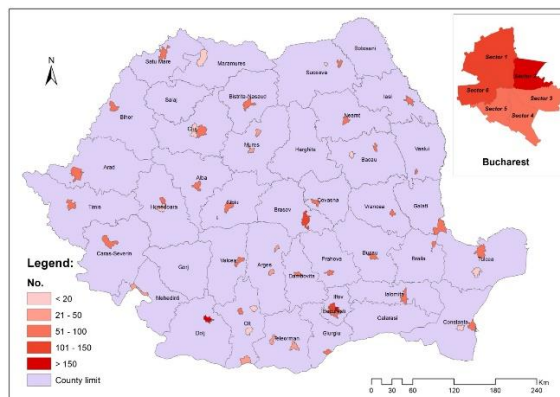 Satu Mare
Maramures
Botosani
Suceava
N
Salaj
Bistrita-Nasaud
Iasi
Bihor
Cluj
Neamt
Mures
Harghita
Bacau
Vaslui
Arad
Alba
Timis
Hunedoara
Sibiu
Brasov
Covasna
Vrancea
Galati
Caras-Severin
Gorj
Valcea
Arges
Dambovita
Prahova
Buzau
Braila
Tulcea
Mehedinti
Dolj
Olt
Teleorman
Giurgiu
Ilfov
Ialomita
Calarasi
Constanta
Sector 1
Sector 6
Sector 3
Sector 5
Sector 4
Bucharest
Legend:
No.
< 20
21 - 50
51 - 100
101 - 150
> 150
County limit
0 30 60 120 180 240
Km